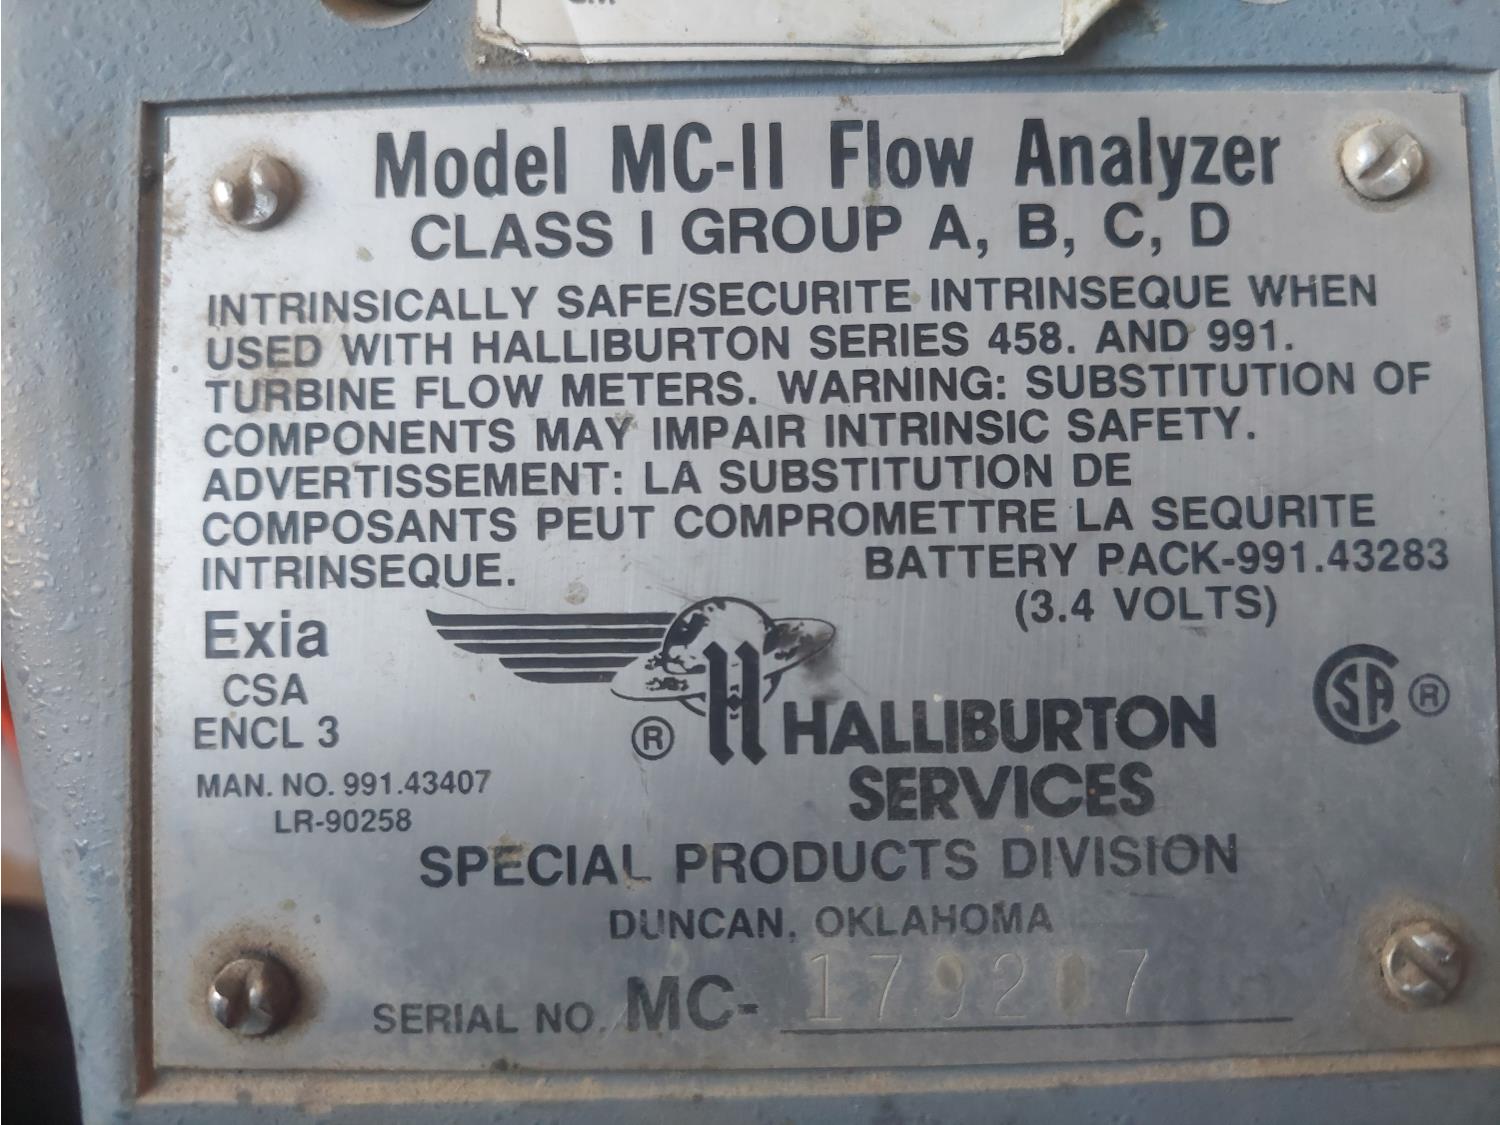 Model MC-II Flow Analyzer
CLASS I GROUP A, B, C, D
INTRINSICALLY SAFE/SECURITE INTRINSEQUE WHEN
USED WITH HALLIBURTON SERIES 458. AND 991.
TURBINE FLOW METERS. WARNING: SUBSTITUTION OF
COMPONENTS MAY IMPAIR INTRINSIC SAFETY.
ADVERTISSEMENT: LA SUBSTITUTION DE
COMPOSANTS PEUT COMPROMETTRE LA SEQURITE
INTRINSEQUE.
BATTERY PACK-991.43283
(3.4 VOLTS)
Exia
CSA
ENCL 3
MAN. NO. 991.43407
LR-90258
® H HALLIBURTON
SERVICES
CSA ®
SPECIAL PRODUCTS DIVISION
DUNCAN, OKLAHOMA
SERIAL NO. MC-